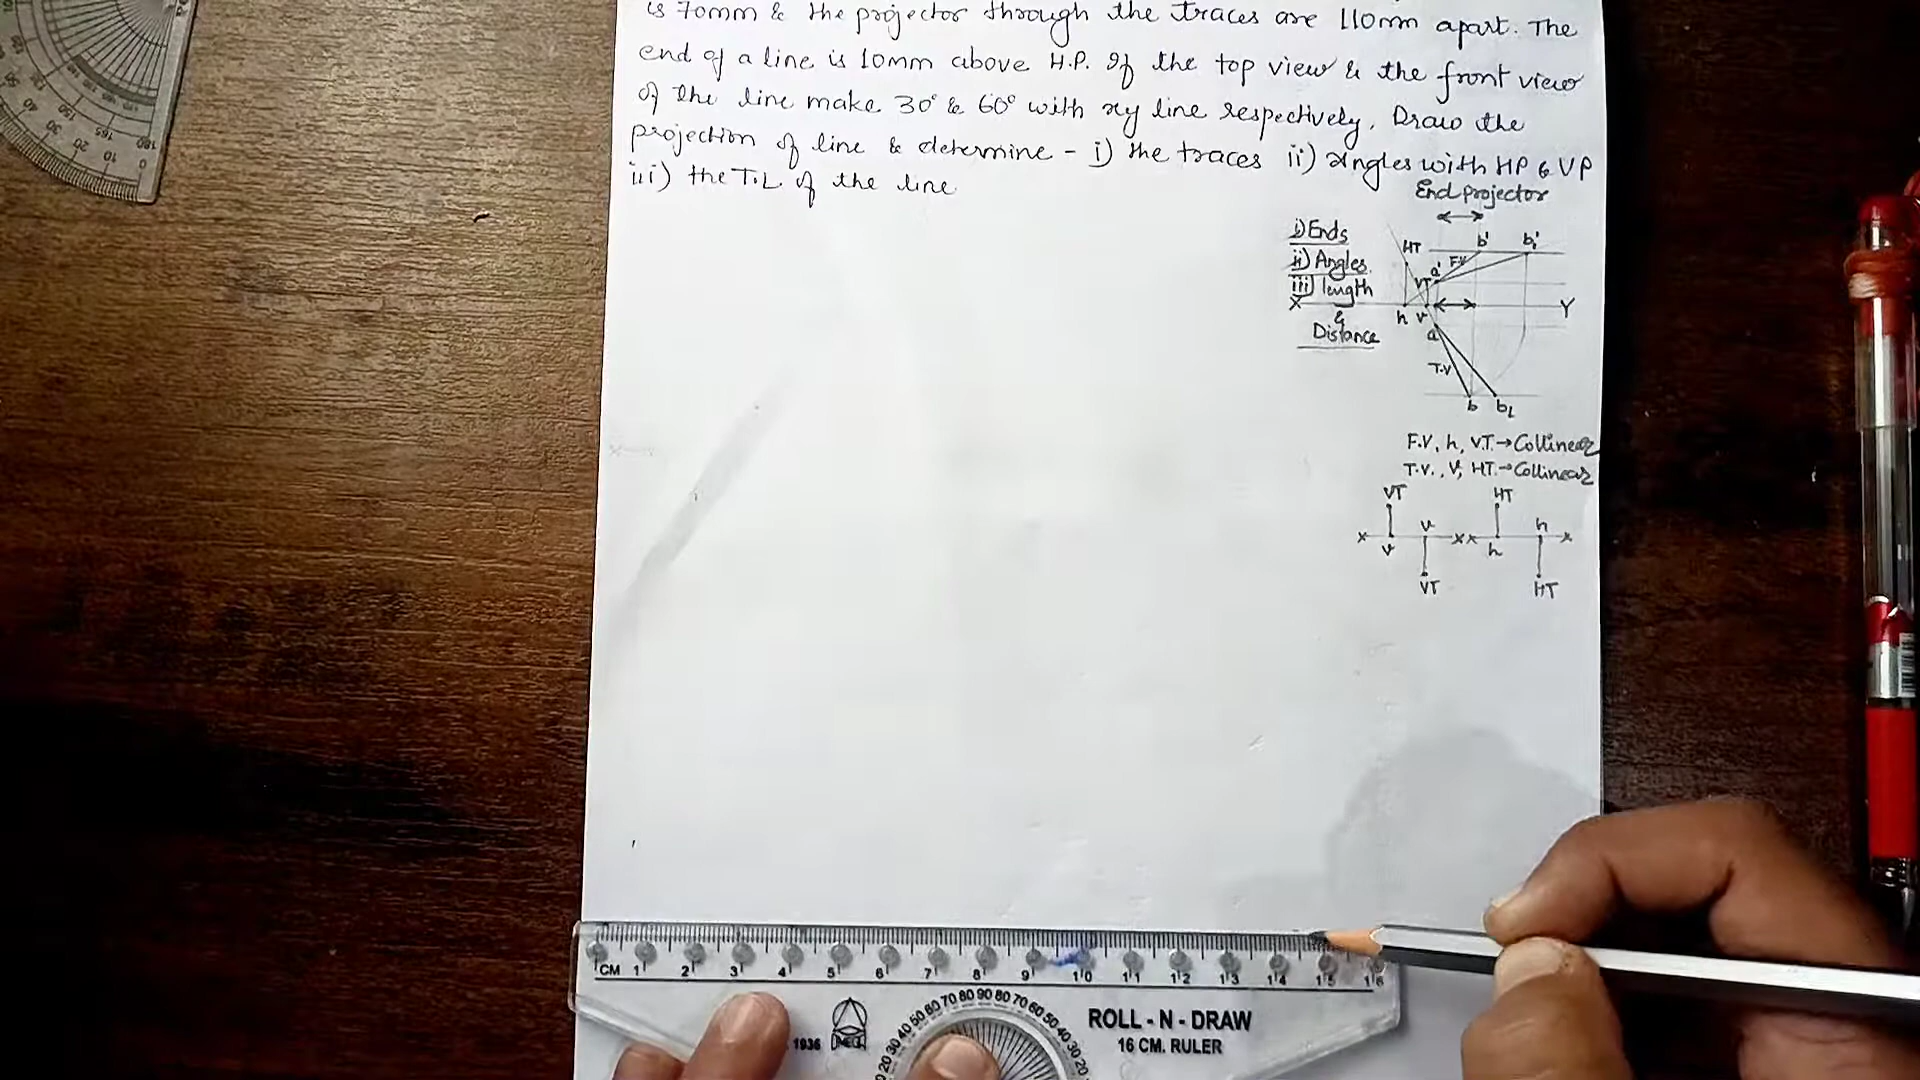 is 70mm & the projector through the traces are 110mm apart. The
end of a line is 10mm above H.P. If the top view & the front view
of the line make 30° & 60° with xy line respectively. Draw the
projection of line & determine - i) the traces ii) Angles with HP & VP
iii) the T.L. of the line
End projector
i) Ends
ii) Angles.
iii) length
&
Distance
HT b' b₁'
F.V
a'
VT
X Y
h v
a
T.V
b b₁
F.V, h, V.T. → Collinear
T.V., V, HT. → Collinear
VT HT
v h
x x x x
v h
VT HT
CM 1 2 3 4 5 6 7 8 9 10 11 12 13 14 15 16
ROLL - N - DRAW
1936
16 CM. RULER